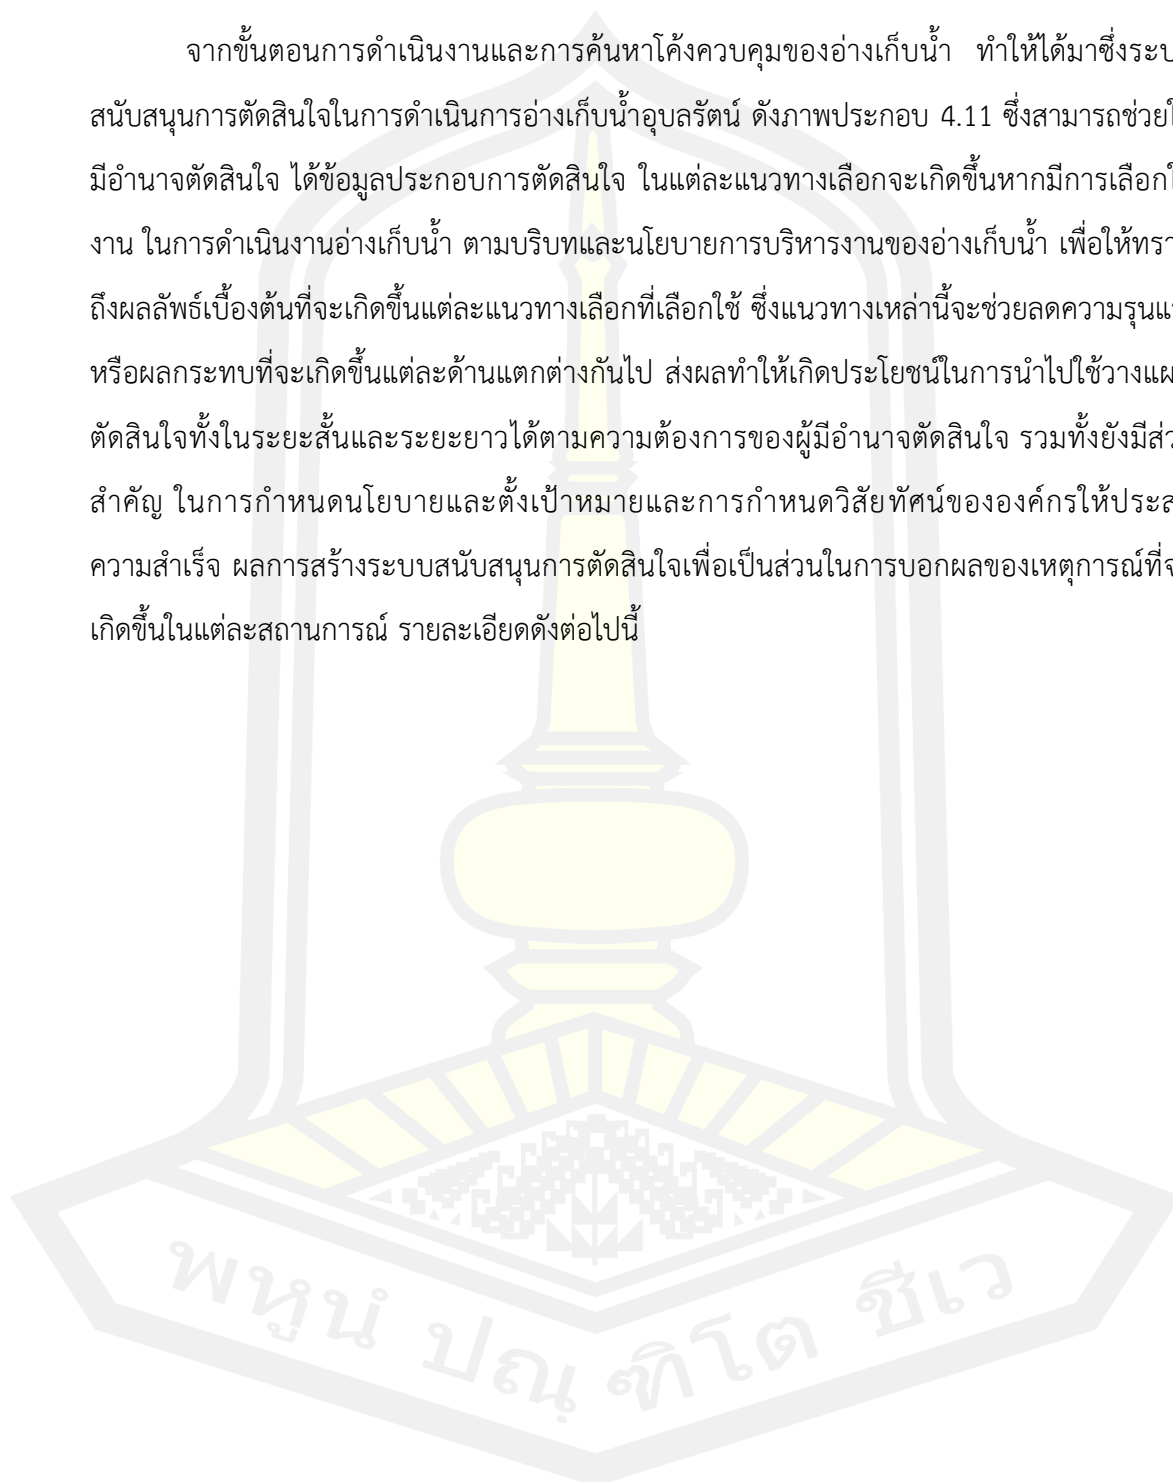 จากขั้นตอนการดำเนินงานและการค้นหาโค้งควบคุมของอ่างเก็บน้ำ ทำให้ได้มาซึ่งระบ
สนับสนุนการตัดสินใจในการดำเนินการอ่างเก็บน้ำอุบลรัตน์ ดังภาพประกอบ 4.11 ซึ่งสามารถช่วยใ
มีอำนาจตัดสินใจ ได้ข้อมูลประกอบการตัดสินใจ ในแต่ละแนวทางเลือกจะเกิดขึ้นหากมีการเลือกใ
งาน ในการดำเนินงานอ่างเก็บน้ำ ตามบริบทและนโยบายการบริหารงานของอ่างเก็บน้ำ เพื่อให้ทรา
ถึงผลลัพธ์เบื้องต้นที่จะเกิดขึ้นแต่ละแนวทางเลือกที่เลือกใช้ ซึ่งแนวทางเหล่านี้จะช่วยลดความรุนแ
หรือผลกระทบที่จะเกิดขึ้นแต่ละด้านแตกต่างกันไป ส่งผลทำให้เกิดประโยชน์ในการนำไปใช้วางแผ
ตัดสินใจทั้งในระยะสั้นและระยะยาวได้ตามความต้องการของผู้มีอำนาจตัดสินใจ รวมทั้งยังมีส่ว
สำคัญ ในการกำหนดนโยบายและตั้งเป้าหมายและการกำหนดวิสัยทัศน์ขององค์กรให้ประส
ความสำเร็จ ผลการสร้างระบบสนับสนุนการตัดสินใจเพื่อเป็นส่วนในการบอกผลของเหตุการณ์ที่จ
เกิดขึ้นในแต่ละสถานการณ์ รายละเอียดดังต่อไปนี้
พหูนํ ปณฺฑิโต ชีเว